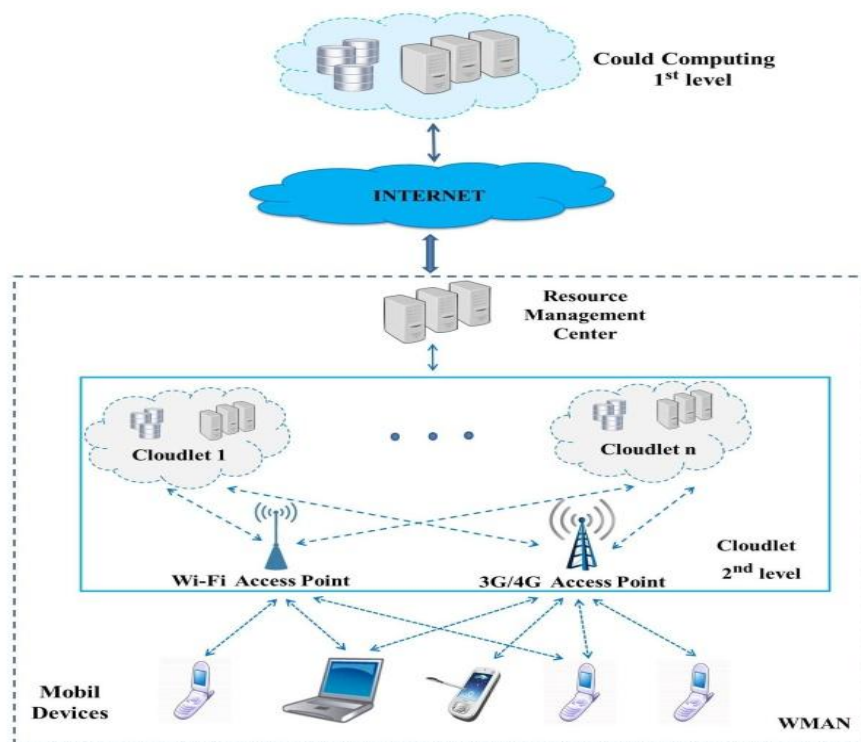 Could Computing
1st level
INTERNET
Resource
Management
Center
Cloudlet 1
Cloudlet n
Wi-Fi Access Point
3G/4G Access Point
Cloudlet
2nd level
Mobil
Devices
WMAN